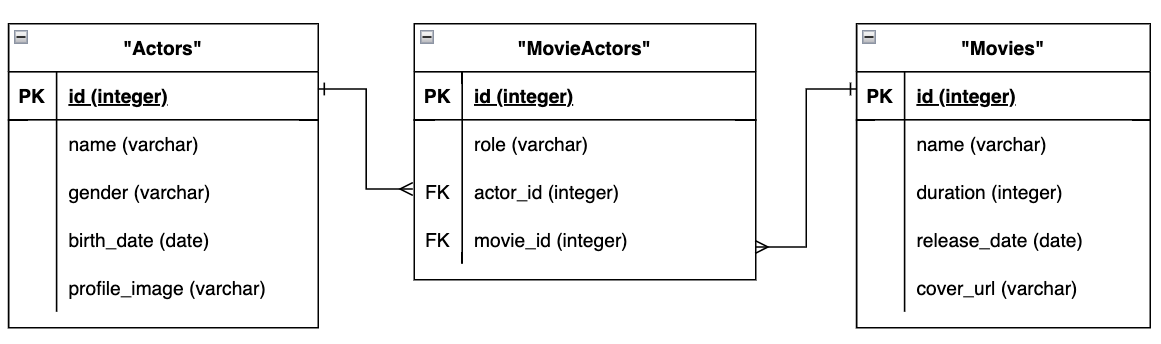 "Actors"
PK id (integer)
name (varchar)
gender (varchar)
birth_date (date)
profile_image (varchar)
"MovieActors"
PK id (integer)
role (varchar)
FK actor_id (integer)
FK movie_id (integer)
"Movies"
PK id (integer)
name (varchar)
duration (integer)
release_date (date)
cover_url (varchar)